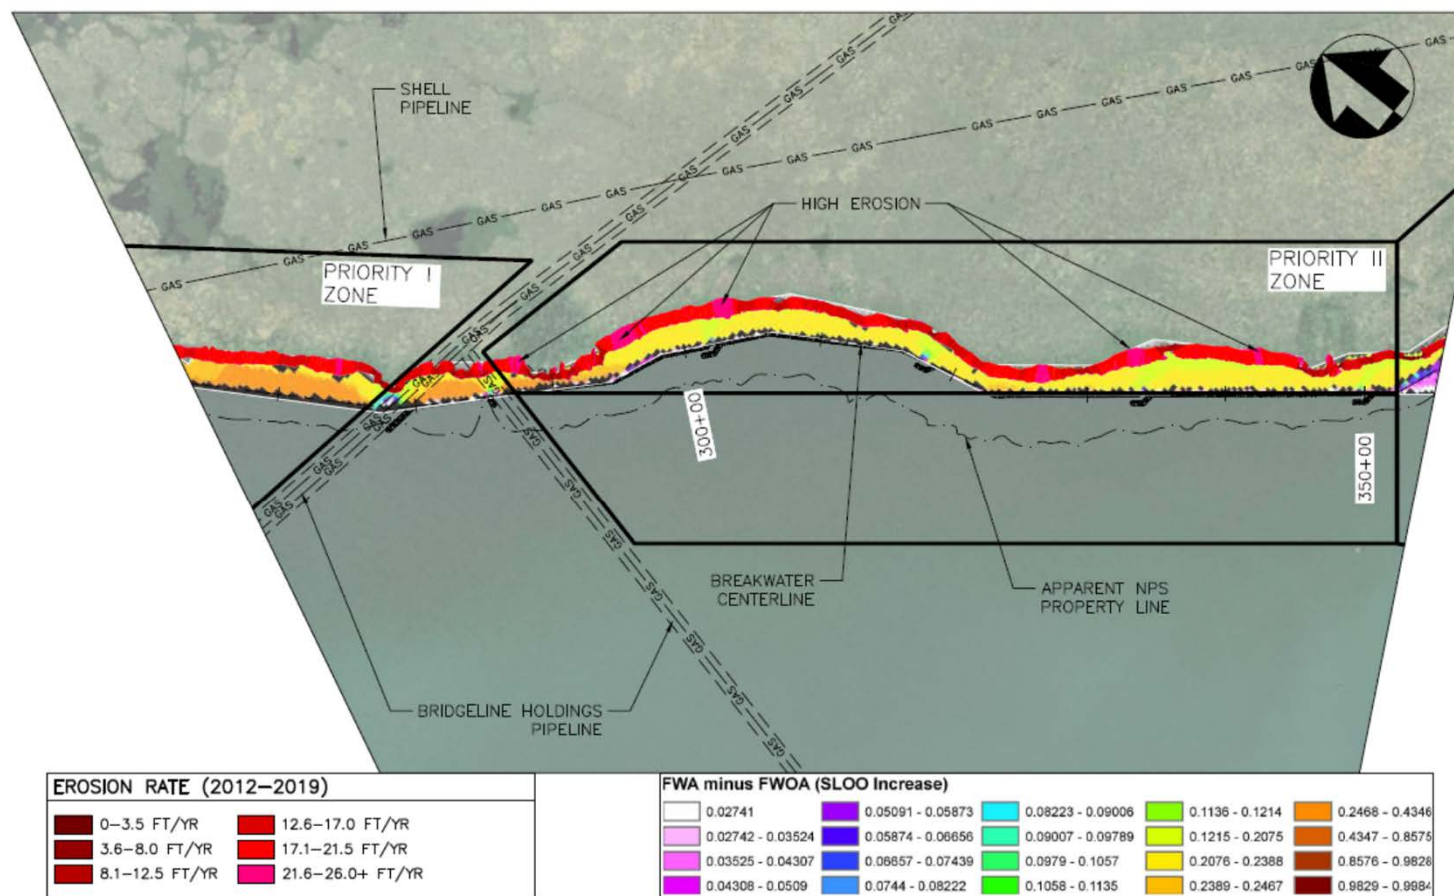 SHELL
PIPELINE
GAS
HIGH EROSION
PRIORITY I
ZONE
PRIORITY II
ZONE
300+00
350+00
BREAKWATER
CENTERLINE
APPARENT NPS
PROPERTY LINE
BRIDGELINE HOLDINGS
PIPELINE
EROSION RATE (2012–2019)
0–3.5 FT/YR
3.6–8.0 FT/YR
8.1–12.5 FT/YR
12.6–17.0 FT/YR
17.1–21.5 FT/YR
21.6–26.0+ FT/YR
FWA minus FWOA (SLOO Increase)
0.02741
0.02742 - 0.03524
0.03525 - 0.04307
0.04308 - 0.0509
0.05091 - 0.05873
0.05874 - 0.06656
0.06657 - 0.07439
0.0744 - 0.08222
0.08223 - 0.09006
0.09007 - 0.09789
0.0979 - 0.1057
0.1058 - 0.1135
0.1136 - 0.1214
0.1215 - 0.2075
0.2076 - 0.2388
0.2389 - 0.2467
0.2468 - 0.4346
0.4347 - 0.8575
0.8576 - 0.9828
0.9829 - 0.9984